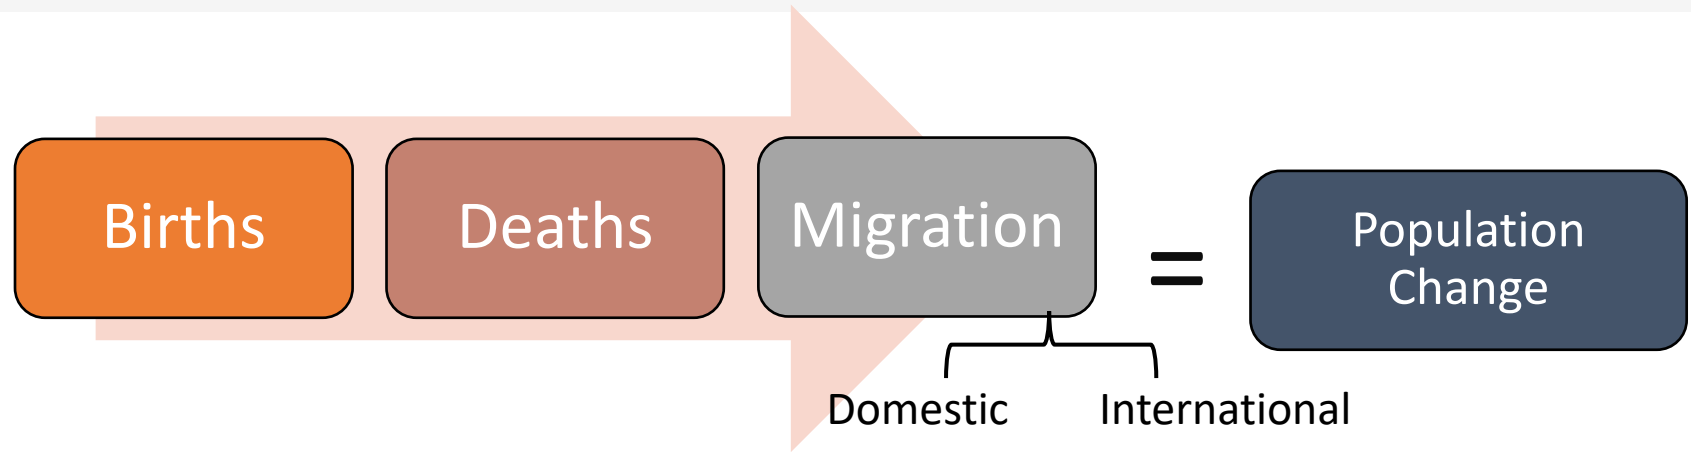 Births
Deaths
Migration
=
Population
Change
Domestic
International